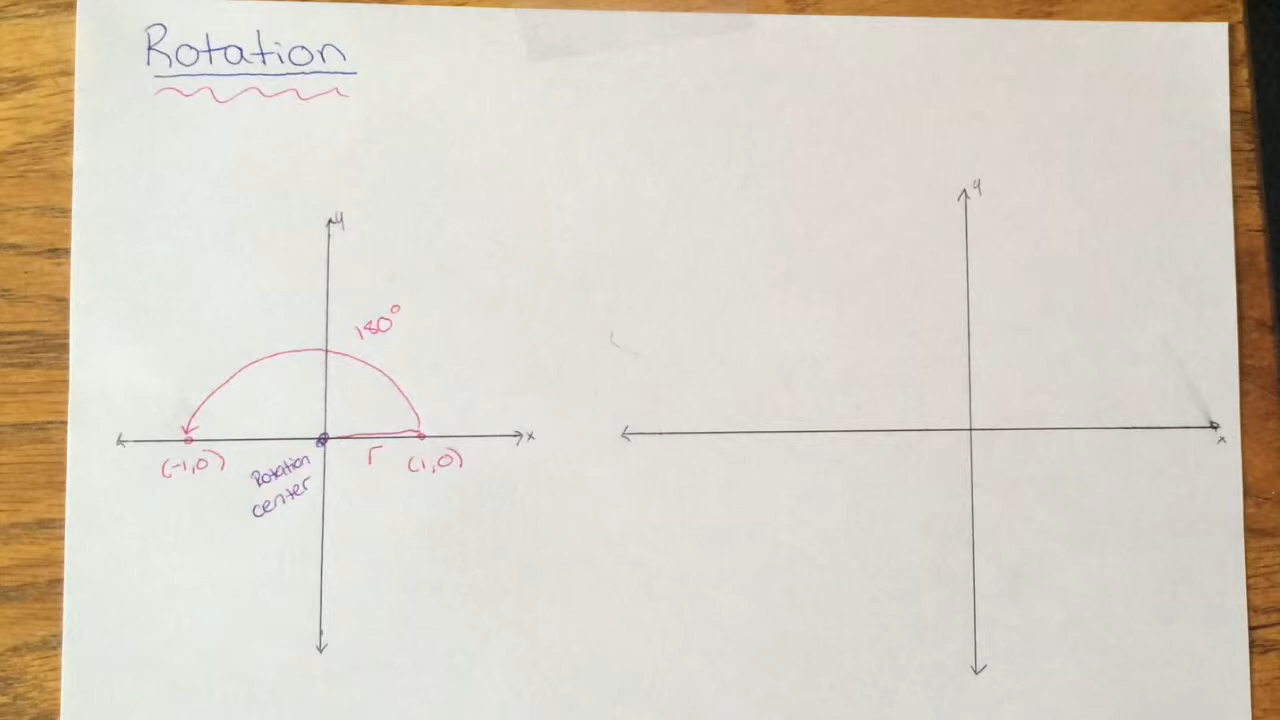 Rotation
y
180°
x
(-1,0)
r
(1,0)
Rotation
center
y
x